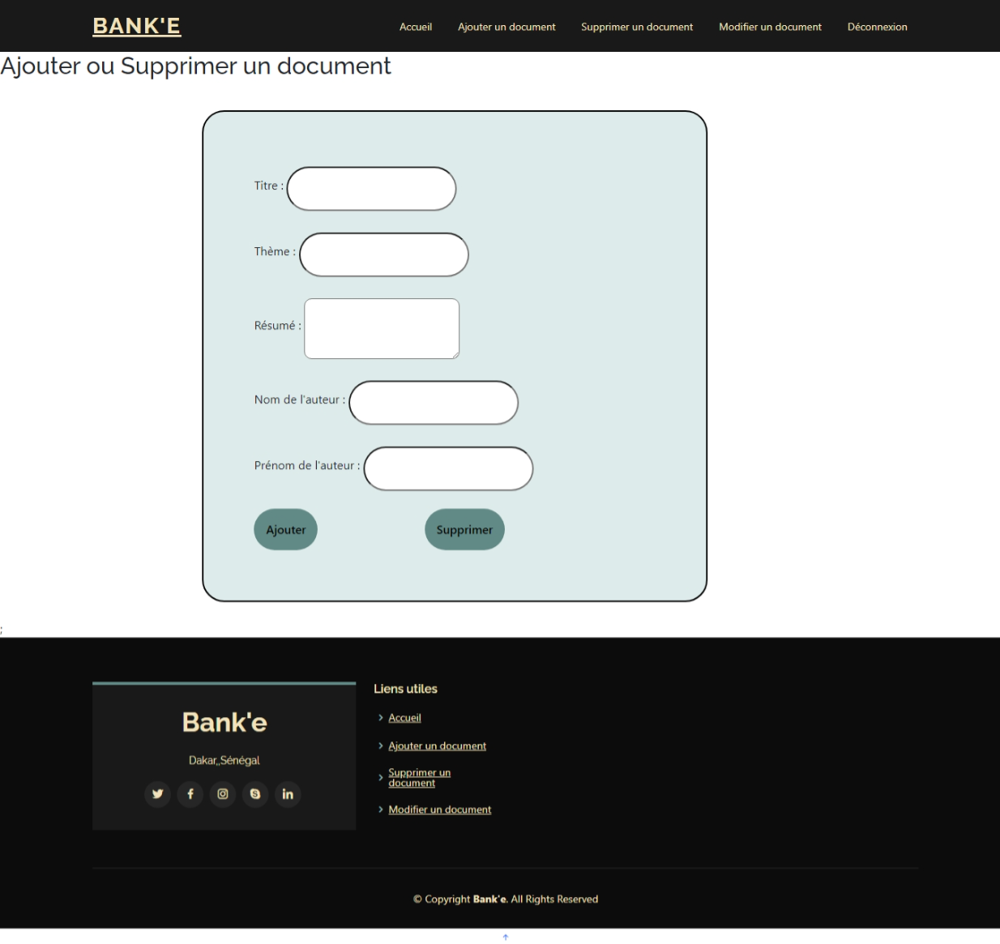 BANK'E
Accueil Ajouter un document Supprimer un document Modifier un document Déconnexion
Ajouter ou Supprimer un document
Titre :
Thème :
Résumé :
Nom de l'auteur :
Prénom de l'auteur :
Ajouter Supprimer
;
Bank'e
Dakar,,Sénégal
Liens utiles
Accueil
Ajouter un document
Supprimer un
document
Modifier un document
© Copyright Bank'e. All Rights Reserved